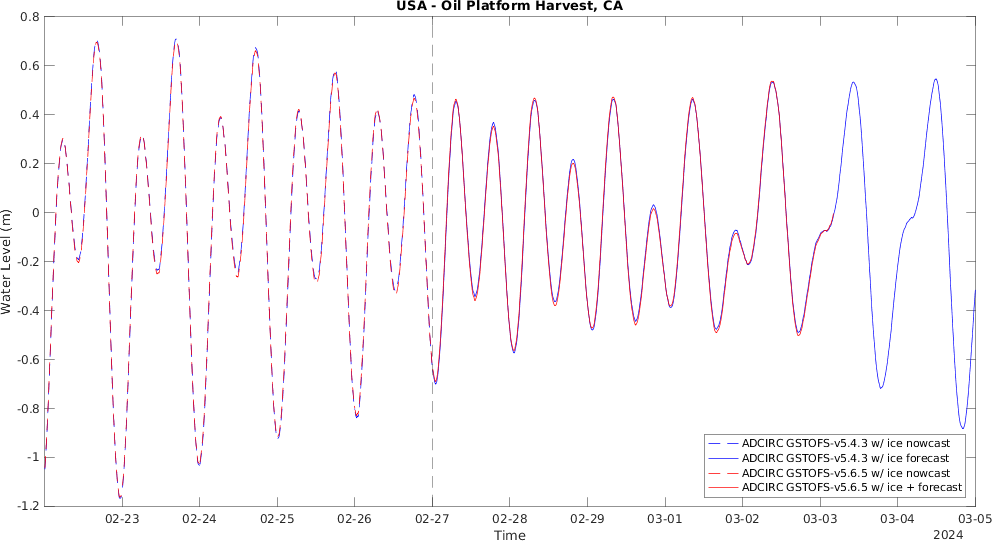 USA - Oil Platform Harvest, CA
0.8
0.6
0.4
0.2
0
-0.2
-0.4
-0.6
-0.8
-1
-1.2
Water Level (m)
ADCIRC GSTOFS-v5.4.3 w/ ice nowcast
ADCIRC GSTOFS-v5.4.3 w/ ice forecast
ADCIRC GSTOFS-v5.6.5 w/ ice nowcast
ADCIRC GSTOFS-v5.6.5 w/ ice + forecast
02-23 02-24 02-25 02-26 02-27 02-28 02-29 03-01 03-02 03-03 03-04 03-05
Time
2024